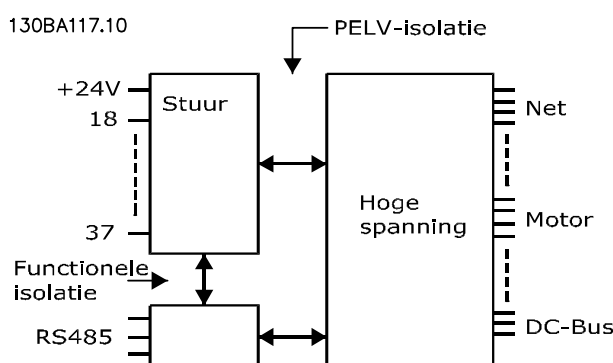 130BA117.10
PELV-isolatie
+24V
Stuur
18
Net
Hoge
spanning
Motor
37
Functionele
isolatie
RS485
DC-Bus